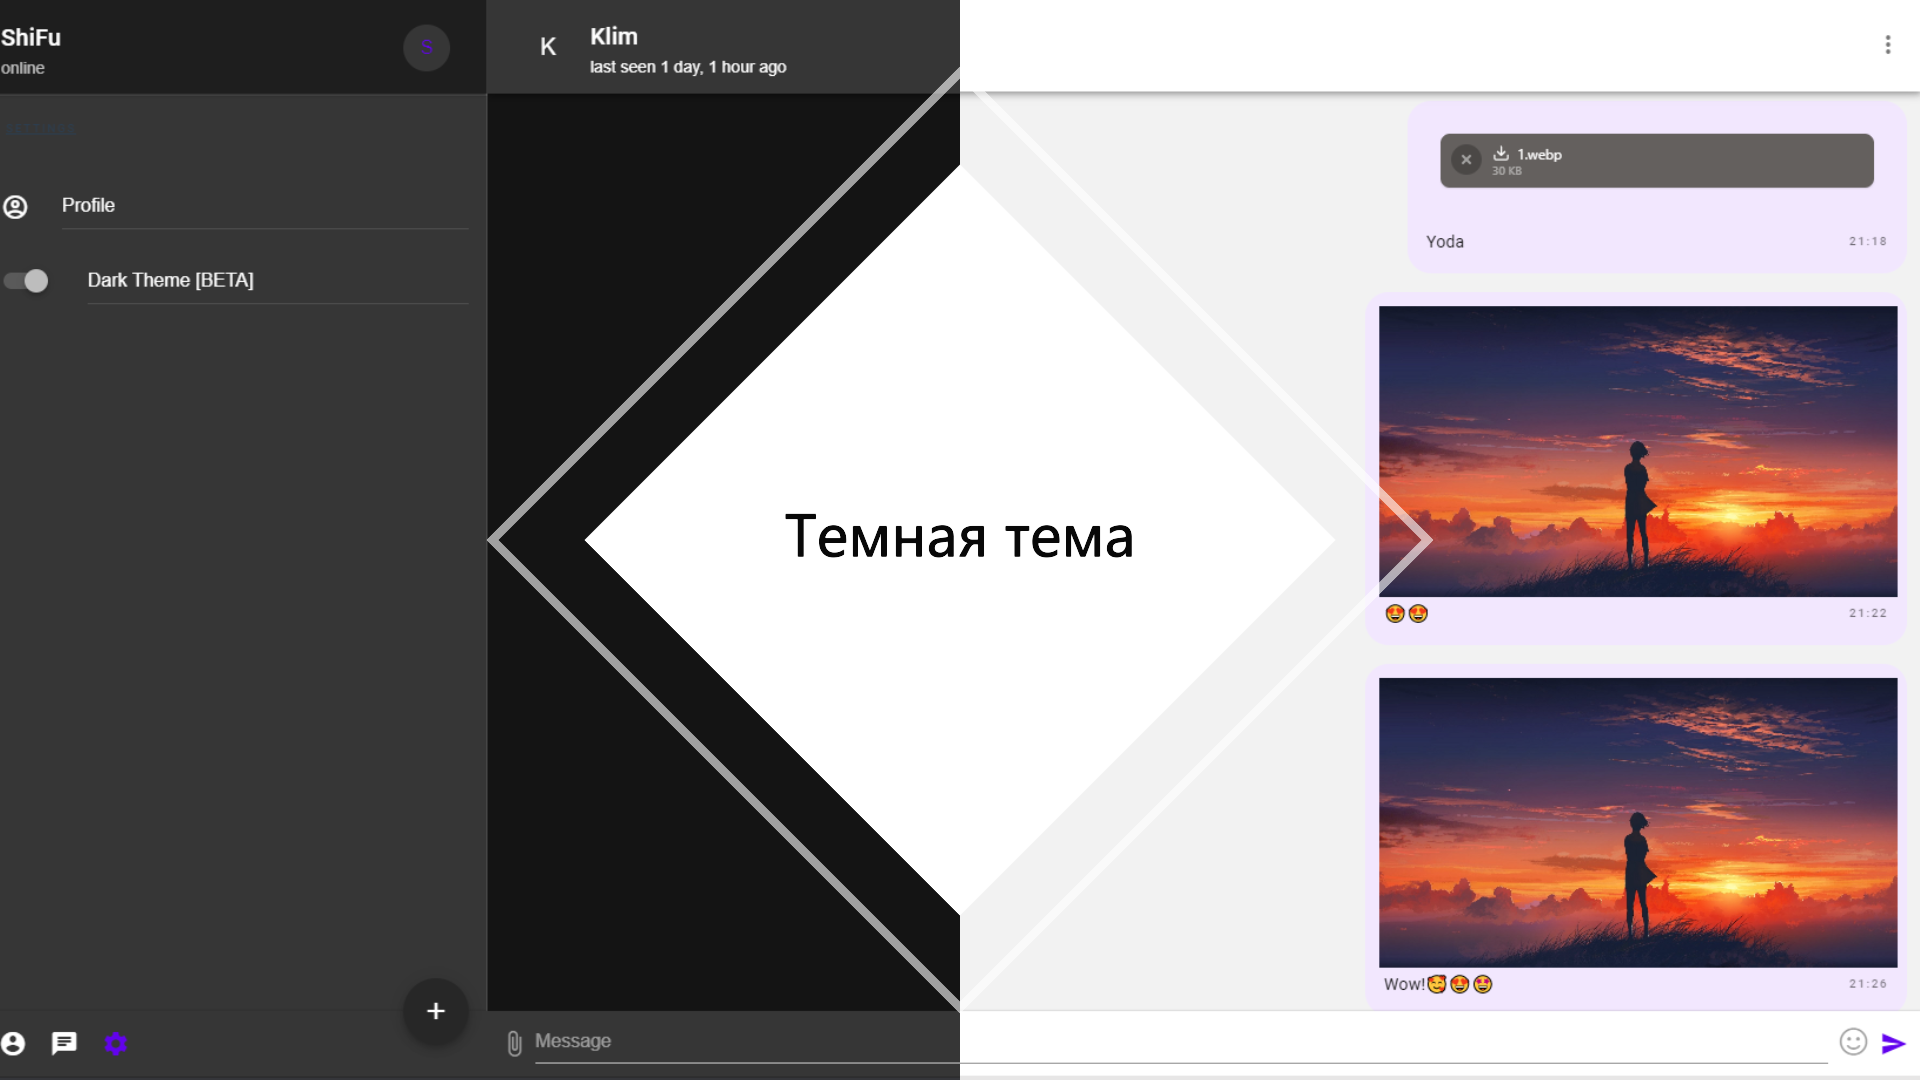 ShiFu
online
S
K
Klim
last seen 1 day, 1 hour ago
Profile
Dark Theme [BETA]
Темная тема
1.webp
30 KB
Yoda
21:18
😍😍
21:22
Wow!🥰😍😍
21:26
Message